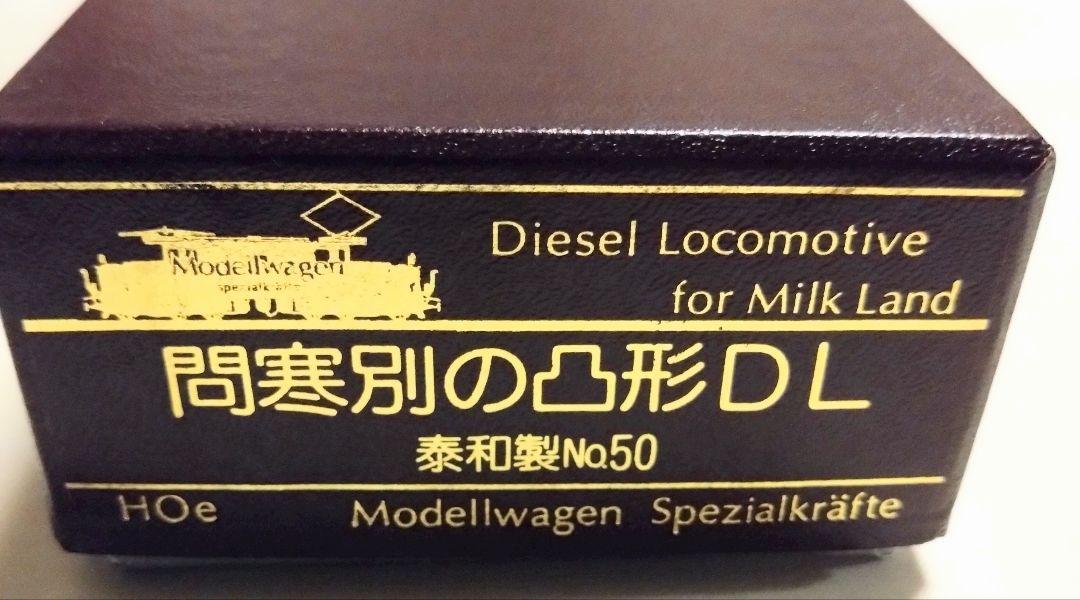 Diesel Locomotive
for Milk Land
Modellwagen
spezialkräfte
問寒別の凸形DL
泰和製No.50
HOe Modellwagen Spezialkräfte